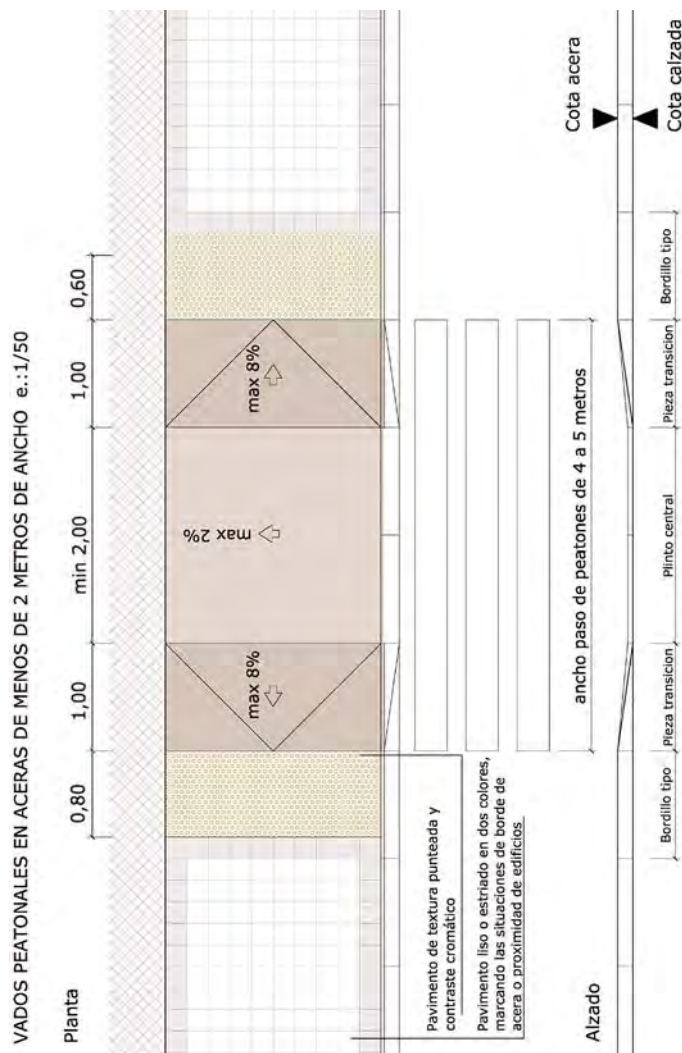 VADOS PEATONALES EN ACERAS DE MENOS DE 2 METROS DE ANCHO e.:1/50
Planta
0,80
1,00
min 2,00
1,00
0,60
max 8%
max 2%
max 8%
Pavimento de textura punteada y
contraste cromático
Pavimento liso o estriado en dos colores,
marcando las situaciones de borde de
acera o proximidad de edificios
ancho paso de peatones de 4 a 5 metros
Alzado
Cota acera
Cota calzada
Bordillo tipo
Pieza transicion
Plinto central
Pieza transicion
Bordillo tipo